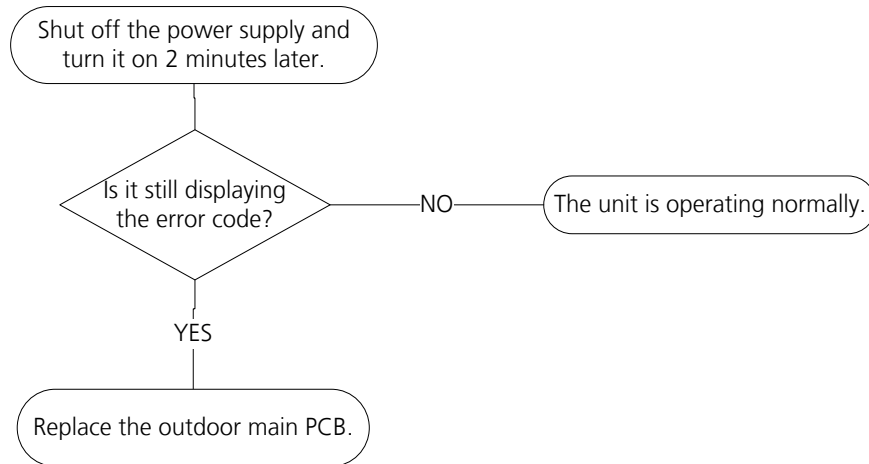 Shut off the power supply and
turn it on 2 minutes later.
Is it still displaying
the error code?
NO
The unit is operating normally.
YES
Replace the outdoor main PCB.